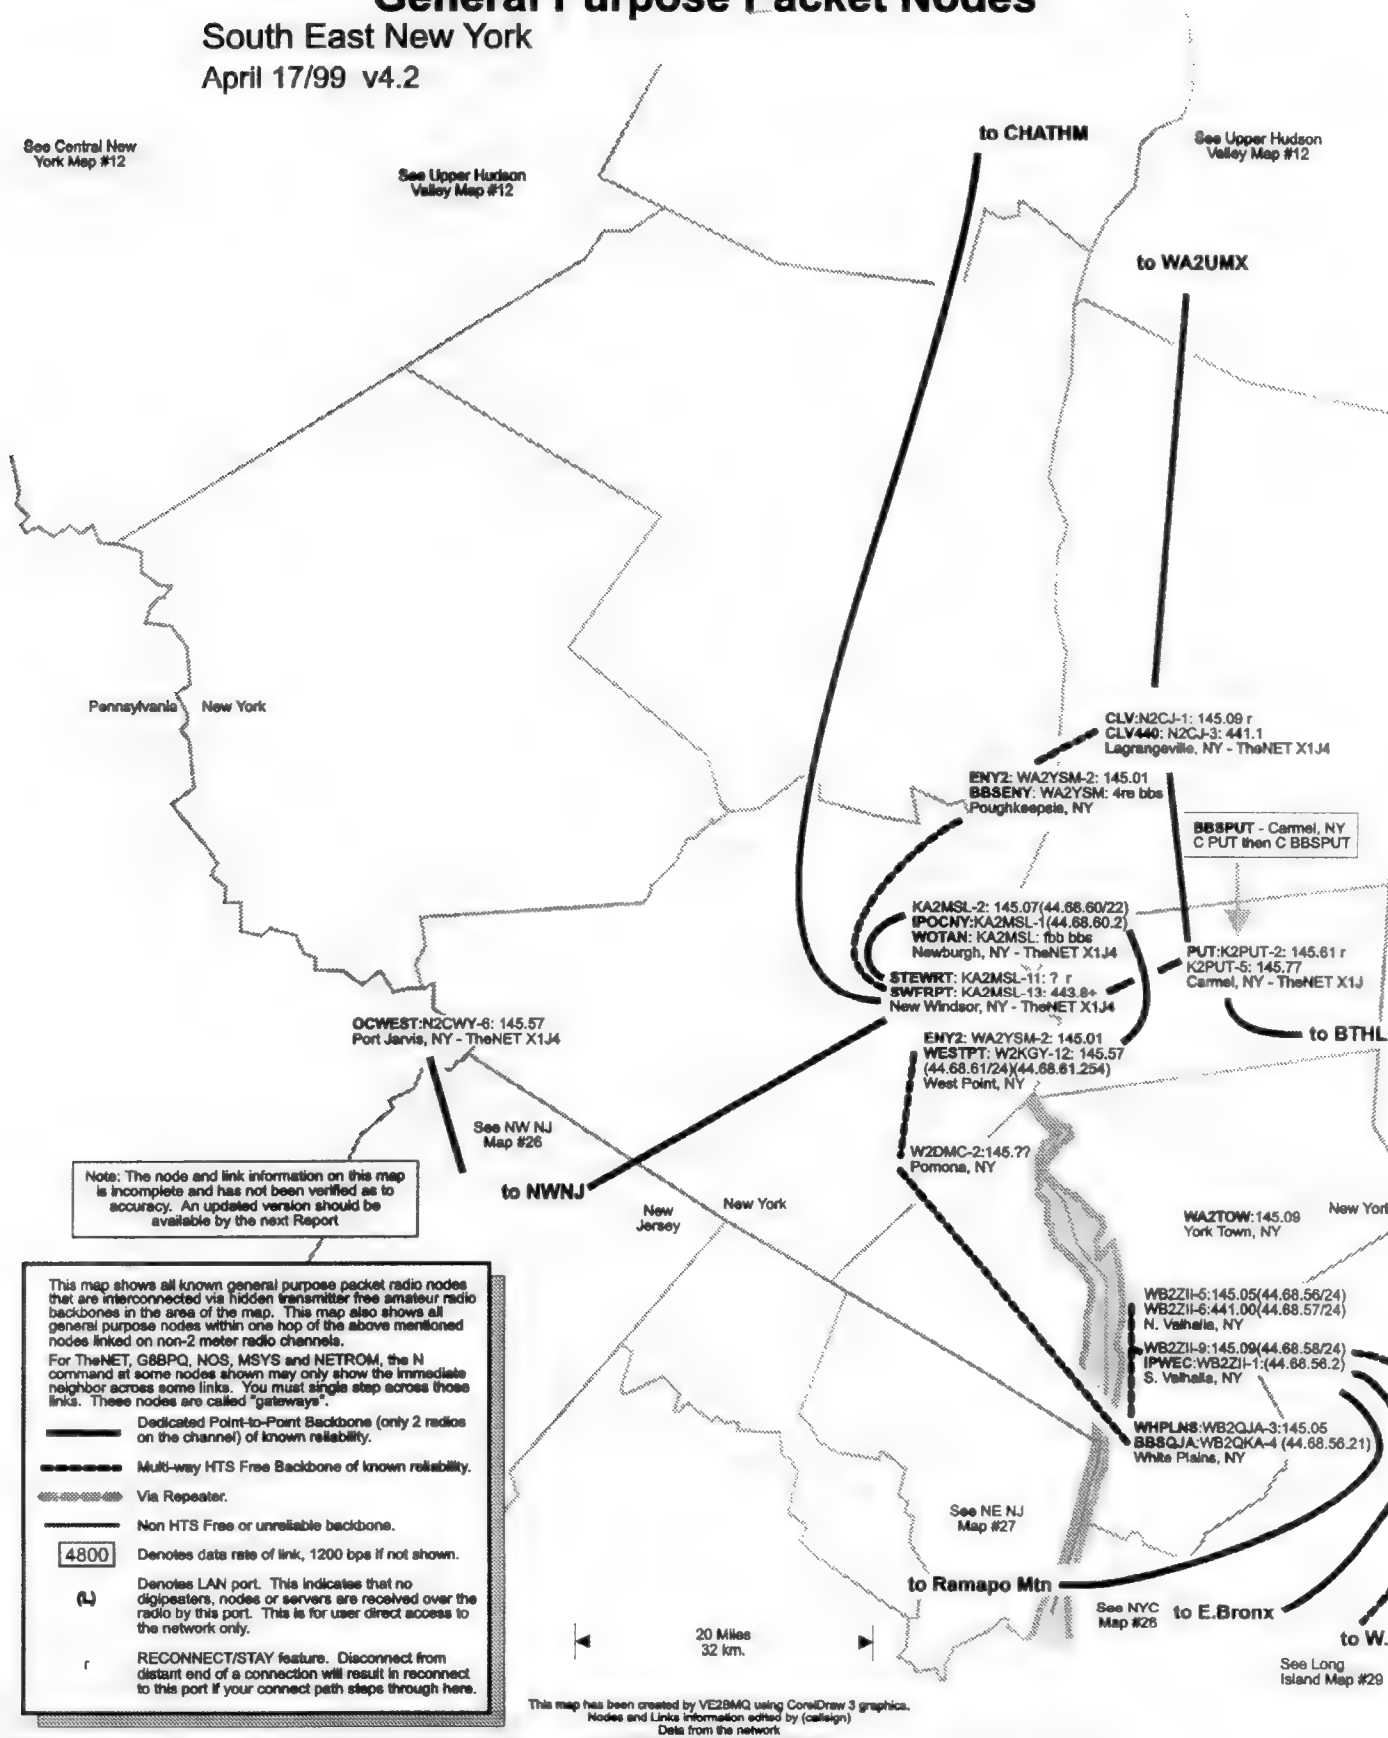 General Purpose Packet Nodes
South East New York
April 17/99 v4.2
See Central New
York Map #12
See Upper Hudson
Valley Map #12
to CHATHM
See Upper Hudson
Valley Map #12
to WA2UMX
Pennsylvania
New York
CLV:N2CJ-1: 145.09 r
CLV440: N2CJ-3: 441.1
Lagrangeville, NY - TheNET X1J4
ENY2: WA2YSM-2: 145.01
BBSENY: WA2YSM: 4re bbs
Poughkeepsie, NY
BBSPUT - Carmel, NY
C PUT then C BBSPUT
KA2MSL-2: 145.07(44.68.60/22)
IPOCNY:KA2MSL-1(44.68.60.2)
WOTAN: KA2MSL: fbb bbs
Newburgh, NY - TheNET X1J4
PUT:K2PUT-2: 145.61 r
K2PUT-5: 145.77
Carmel, NY - TheNET X1J
STEWRT: KA2MSL-11: ? r
SWFRPT: KA2MSL-13: 443.8+
New Windsor, NY - TheNET X1J4
OCWEST:N2CWY-6: 145.57
Port Jarvis, NY - TheNET X1J4
to BTHL
ENY2: WA2YSM-2: 145.01
WESTPT: W2KGY-12: 145.57
(44.68.61/24)(44.68.61.254)
West Point, NY
See NW NJ
Map #26
W2DMC-2:145.??
Pomona, NY
Note: The node and link information on this map
is incomplete and has not been verified as to
accuracy. An updated version should be
available by the next Report
to NWNJ
New
Jersey
New York
WA2TOW:145.09
York Town, NY
New York
This map shows all known general purpose packet radio nodes
that are interconnected via hidden transmitter free amateur radio
backbones in the area of the map. This map also shows all
general purpose nodes within one hop of the above mentioned
nodes linked on non-2 meter radio channels.
For TheNET, G8BPQ, NOS, MSYS and NETROM, the N
command at some nodes shown may only show the immediate
neighbor across some links. You must single step across those
links. These nodes are called "gateways".
Dedicated Point-to-Point Backbone (only 2 radios
on the channel) of known reliability.
Multi-way HTS Free Backbone of known reliability.
Via Repeater.
Non HTS Free or unreliable backbone.
4800
Denotes data rate of link, 1200 bps if not shown.
(L)
Denotes LAN port. This indicates that no
digipeaters, nodes or servers are received over the
radio by this port. This is for user direct access to
the network only.
r
RECONNECT/STAY feature. Disconnect from
distant end of a connection will result in reconnect
to this port if your connect path steps through here.
WB2ZII-5:145.05(44.68.56/24)
WB2ZII-6:441.00(44.68.57/24)
N. Valhalla, NY
WB2ZII-9:145.09(44.68.58/24)
IPWEC:WB2ZII-1:(44.68.56.2)
S. Valhalla, NY
WHPLNS:WB2QJA-3:145.05
BBSQJA:WB2QKA-4 (44.68.56.21)
White Plains, NY
See NE NJ
Map #27
to Ramapo Mtn
See NYC
Map #28
to E.Bronx
to W.
20 Miles
32 km.
See Long
Island Map #29
This map has been created by VE2BMQ using CorelDraw 3 graphics.
Nodes and Links information edited by (callsign)
Data from the network